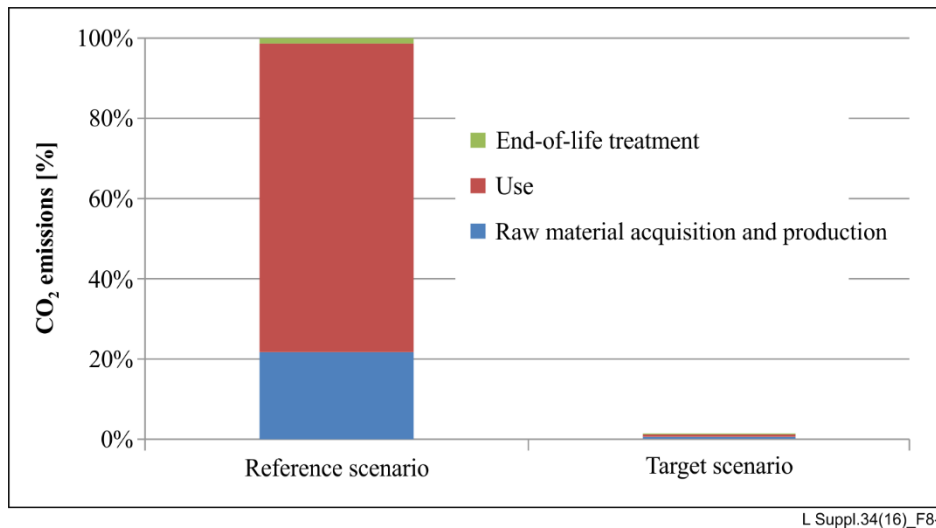 100%
80%
60%
40%
20%
0%
CO₂ emissions [%]
End-of-life treatment
Use
Raw material acquisition and production
Reference scenario
Target scenario
L Suppl.34(16)_F8-